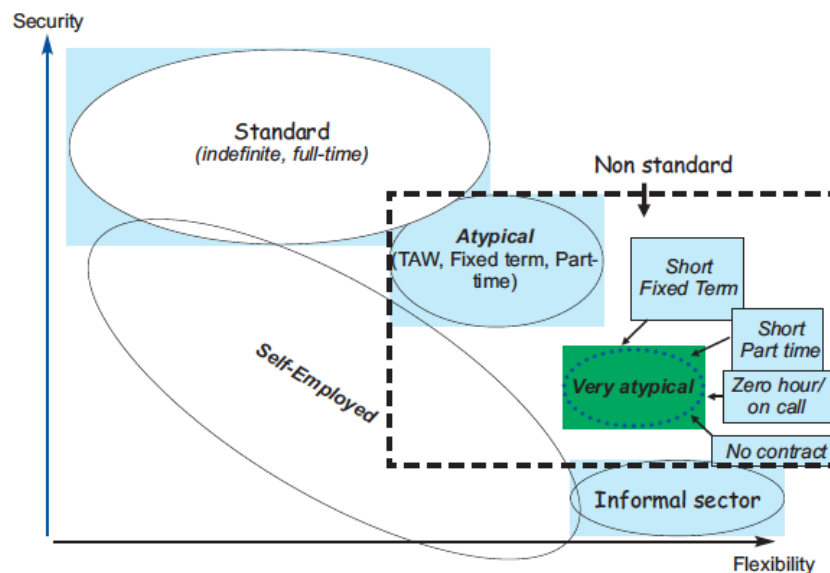 Security
Standard
(indefinite, full-time)
Non standard
Atypical
(TAW, Fixed term, Part-
time)
Short
Fixed Term
Short
Part time
Self-Employed
Very atypical
Zero hour/
on call
No contract
Informal sector
Flexibility